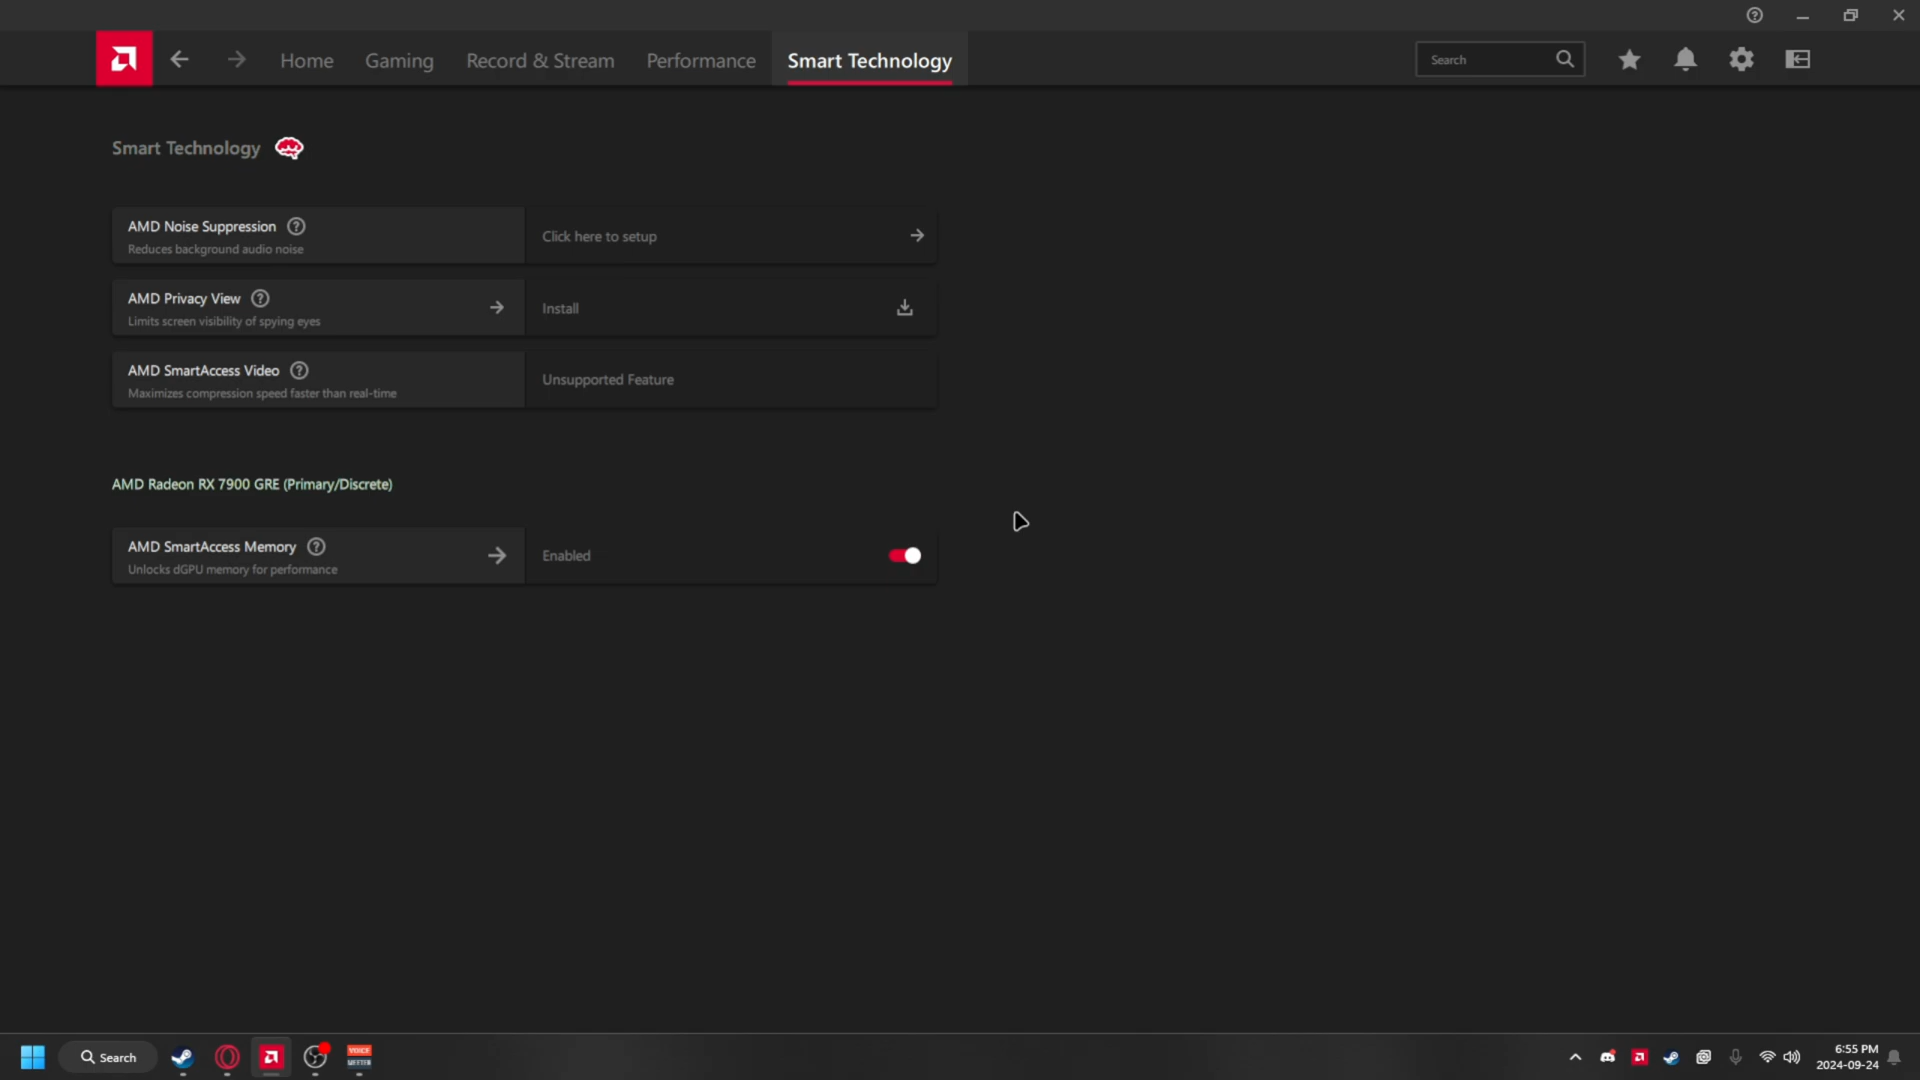 Home
Gaming
Record & Stream
Performance
Smart Technology
Search
Smart Technology
AMD Noise Suppression
Reduces background audio noise
Click here to setup
AMD Privacy View
Limits screen visibility of spying eyes
Install
AMD SmartAccess Video
Maximizes compression speed faster than real-time
Unsupported Feature
AMD Radeon RX 7900 GRE (Primary/Discrete)
AMD SmartAccess Memory
Unlocks dGPU memory for performance
Enabled
Search
VOICE
MEETER
6:55 PM
2024-09-24